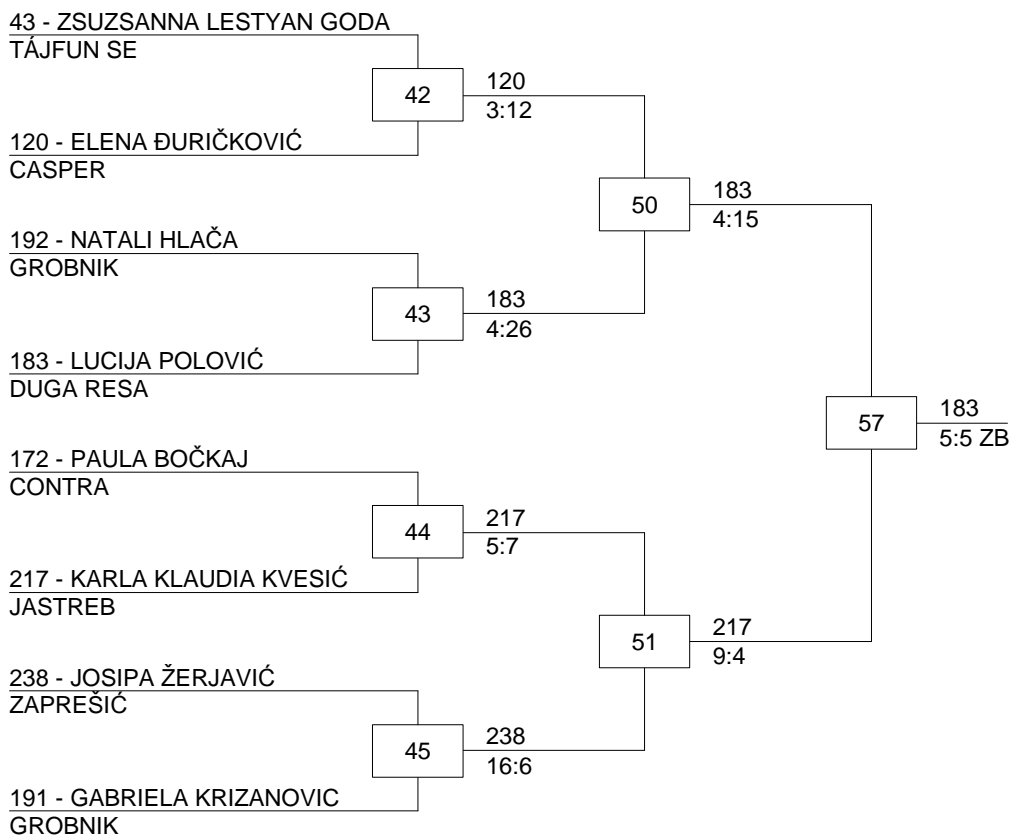 43 - ZSUZSANNA LESTYAN GODA
TÁJFUN SE
42
120
3:12
120 - ELENA ĐURIČKOVIĆ
CASPER
50
183
4:15
192 - NATALI HLAČA
GROBNIK
43
183
4:26
183 - LUCIJA POLOVIĆ
DUGA RESA
57
183
5:5 ZB
172 - PAULA BOČKAJ
CONTRA
44
217
5:7
217 - KARLA KLAUDIA KVESIĆ
JASTREB
51
217
9:4
238 - JOSIPA ŽERJAVIĆ
ZAPREŠIĆ
45
238
16:6
191 - GABRIELA KRIZANOVIC
GROBNIK